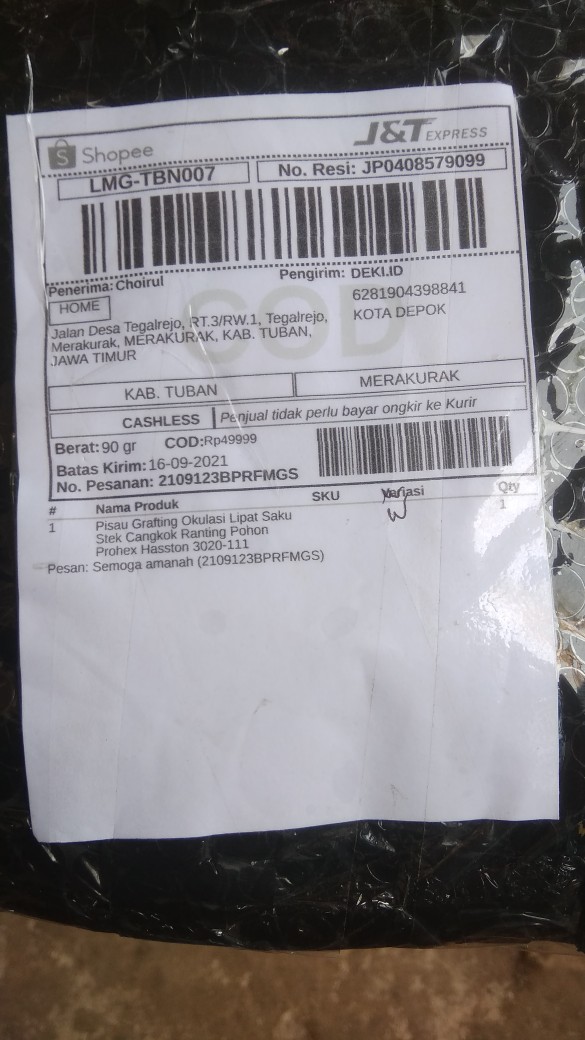 Shopee
J&T EXPRESS
LMG-TBN007
No. Resi: JP0408579099
Penerima: Choirul
Pengirim: DEKI.ID
HOME
6281904398841
KOTA DEPOK
Jalan Desa Tegalrejo, RT.3/RW.1, Tegalrejo,
Merakurak, MERAKURAK, KAB. TUBAN,
JAWA TIMUR
COD
KAB. TUBAN
MERAKURAK
CASHLESS
Penjual tidak perlu bayar ongkir ke Kurir
Berat: 90 gr
COD:Rp49999
Batas Kirim: 16-09-2021
No. Pesanan: 2109123BPRFMGS
# Nama Produk SKU Variasi Qty
1 Pisau Grafting Okulasi Lipat Saku 1
Stek Cangkok Ranting Pohon
Prohex Hasston 3020-111
Pesan: Semoga amanah (2109123BPRFMGS)